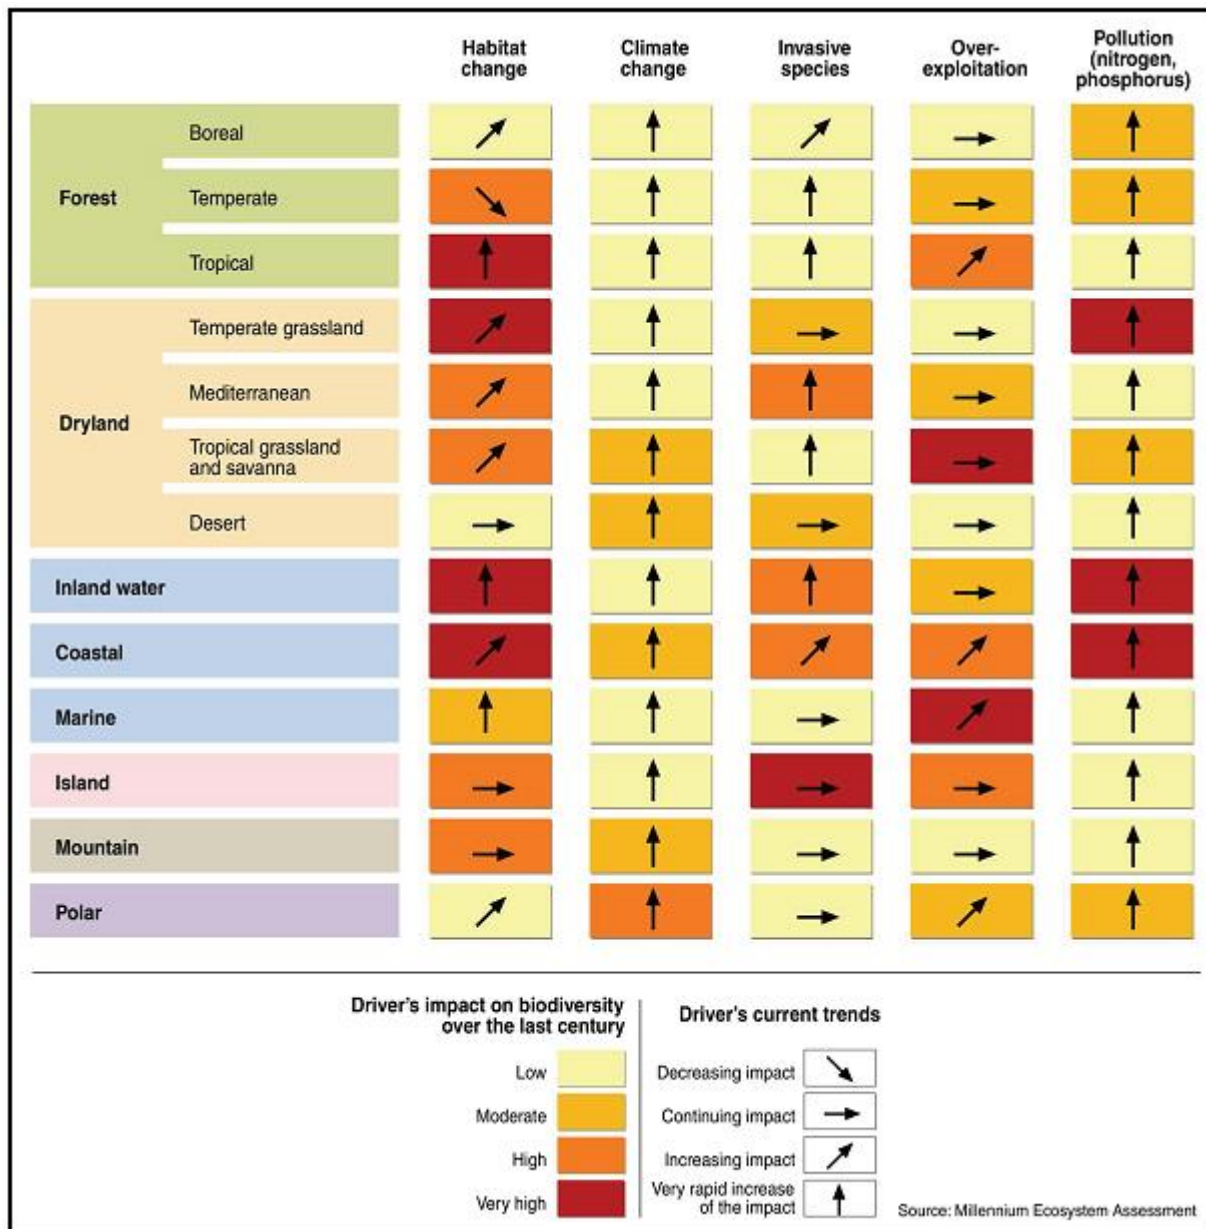 Habitat
change
Climate
change
Invasive
species
Over-
exploitation
Pollution
(nitrogen,
phosphorus)
Forest
Boreal
Temperate
Tropical
Dryland
Temperate grassland
Mediterranean
Tropical grassland
and savanna
Desert
Inland water
Coastal
Marine
Island
Mountain
Polar
Driver's impact on biodiversity
over the last century
Low
Moderate
High
Very high
Driver's current trends
Decreasing impact
Continuing impact
Increasing impact
Very rapid increase
of the impact
Source: Millennium Ecosystem Assessment